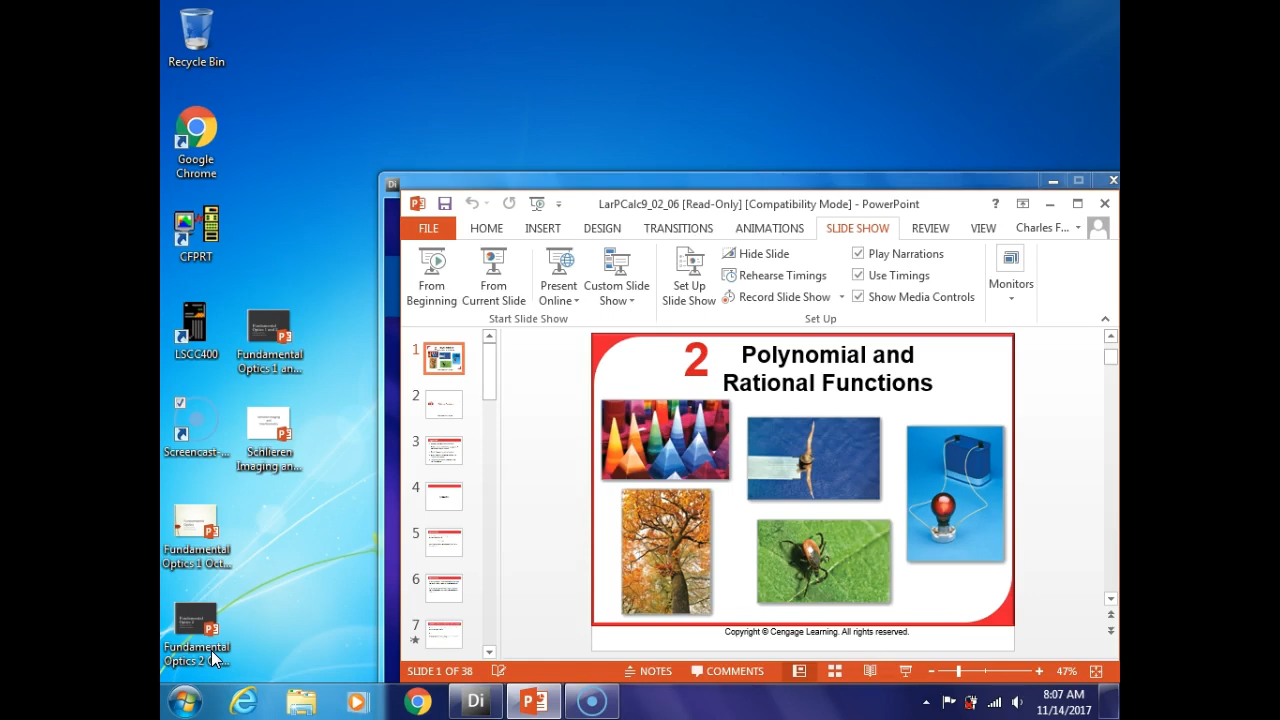 Recycle Bin
Google
Chrome
CFPRT
LSCC400
Fundamental
Optics 1 an...
Screencast-...
Schlieren
Imaging an...
Fundamental
Optics 1 Oct...
Fundamental
Optics 2 O...
Di
LarPCalc9_02_06 [Read-Only] [Compatibility Mode] - PowerPoint
?
FILE
HOME
INSERT
DESIGN
TRANSITIONS
ANIMATIONS
SLIDE SHOW
REVIEW
VIEW
Charles F...
From
Beginning
From
Current Slide
Present
Online
Custom Slide
Show
Set Up
Slide Show
Hide Slide
Rehearse Timings
Record Slide Show
Play Narrations
Use Timings
Show Media Controls
Monitors
Start Slide Show
Set Up
1
2
3
4
5
6
7
2 Polynomial and
Rational Functions
Copyright © Cengage Learning. All rights reserved.
SLIDE 1 OF 38
NOTES
COMMENTS
47%
Di
8:07 AM
11/14/2017